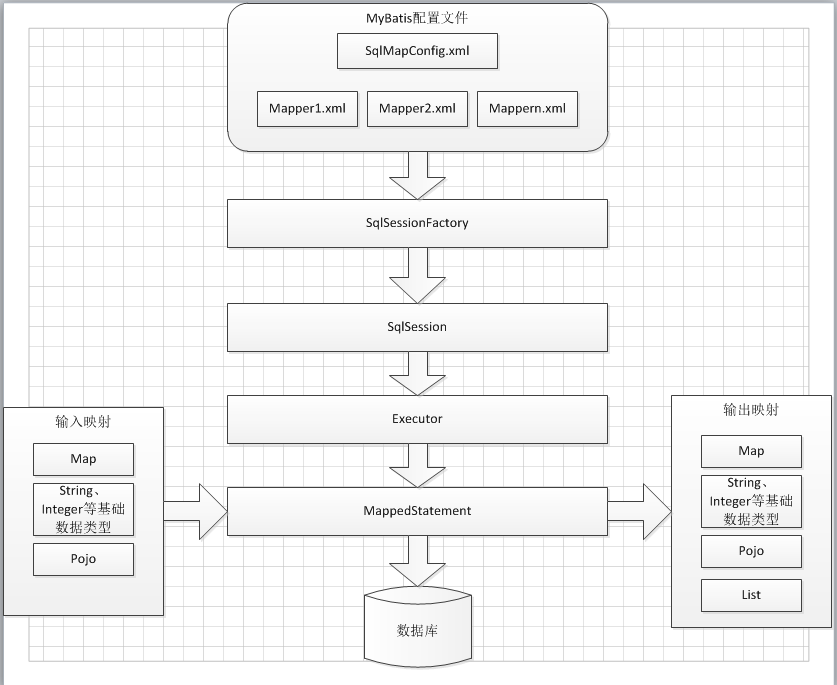 MyBatis配置文件
SqlMapConfig.xml
Mapper1.xml
Mapper2.xml
Mappern.xml
SqlSessionFactory
SqlSession
Executor
输入映射
Map
String、
Integer等基础
数据类型
Pojo
MappedStatement
输出映射
Map
String、
Integer等基础
数据类型
Pojo
List
数据库